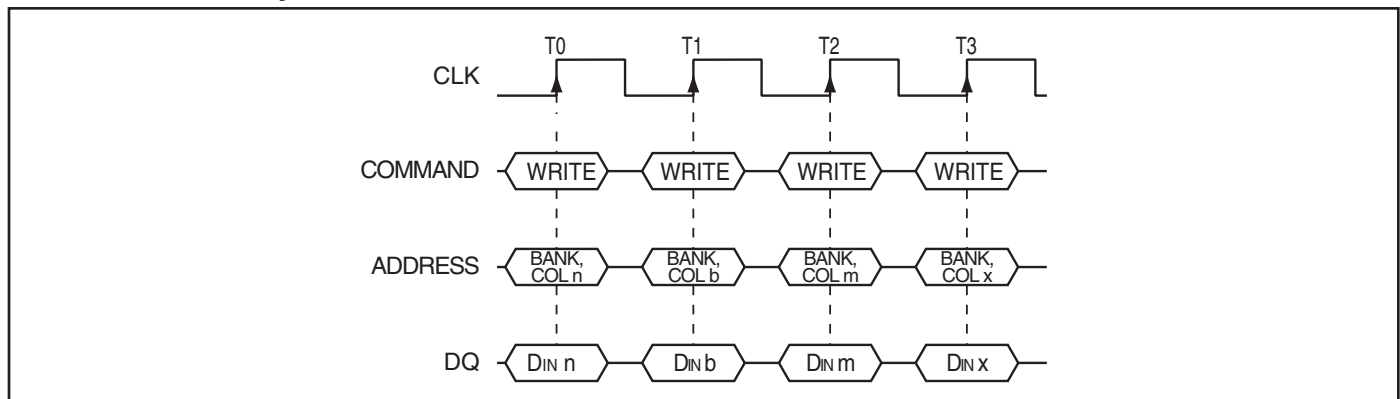 T0 T1 T2 T3
CLK
COMMAND WRITE WRITE WRITE WRITE
ADDRESS BANK, COL n BANK, COL b BANK, COL m BANK, COL x
DQ DIN n DIN b DIN m DIN x